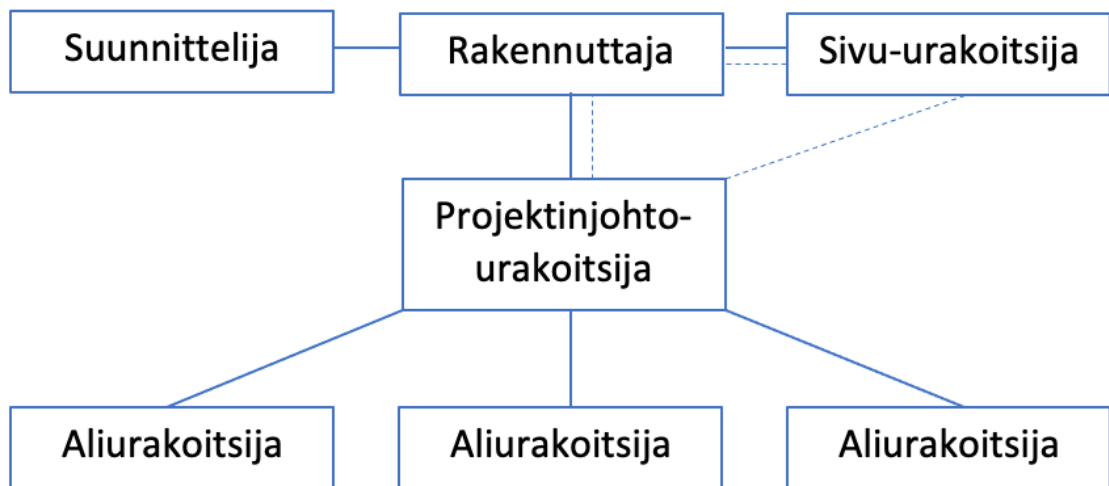 Suunnittelija
Rakennuttaja
Sivu-urakoitsija
Projektinjohto-
urakoitsija
Aliurakoitsija
Aliurakoitsija
Aliurakoitsija